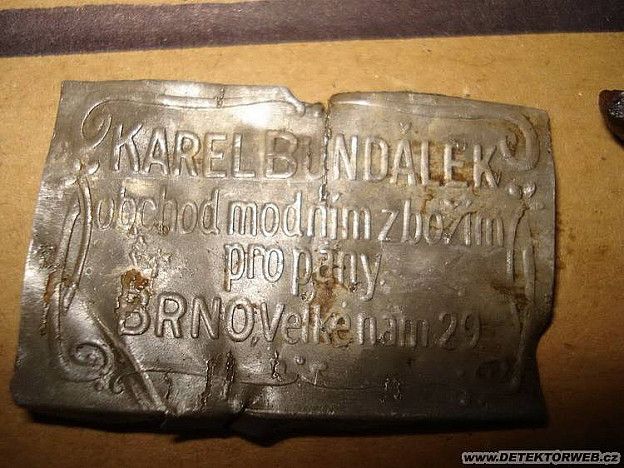 KAREL BUNDÁLEK
obchod modním zbožím
pro pány.
BRNO, Velké nám 29
www.DETEKTORWEB.cz